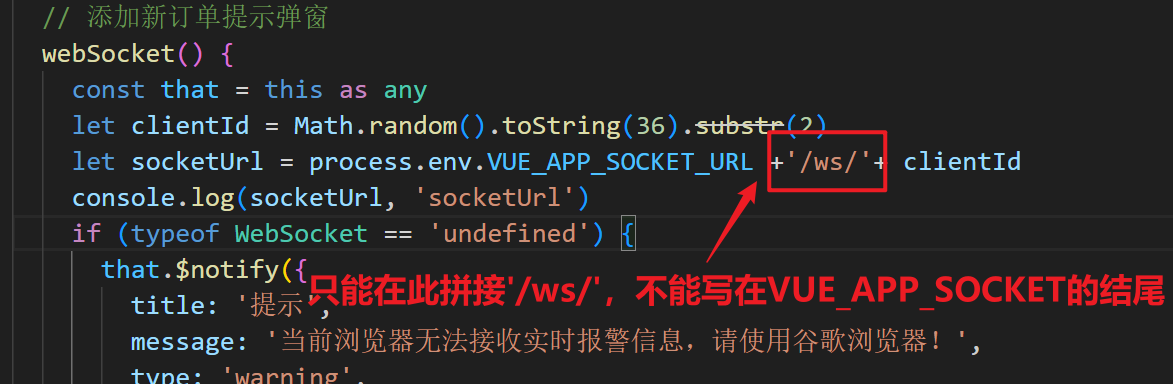 // 添加新订单提示弹窗
webSocket() {
const that = this as any
let clientId = Math.random().toString(36).substr(2)
let socketUrl = process.env.VUE_APP_SOCKET_URL +'/ws/'+ clientId
console.log(socketUrl, 'socketUrl')
if (typeof WebSocket == 'undefined') {
that.$notify({
只能在此拼接'/ws/'，不能写在VUE_APP_SOCKET的结尾
title: '提示',
message: '当前浏览器无法接收实时报警信息，请使用谷歌浏览器！',
type: 'warning',